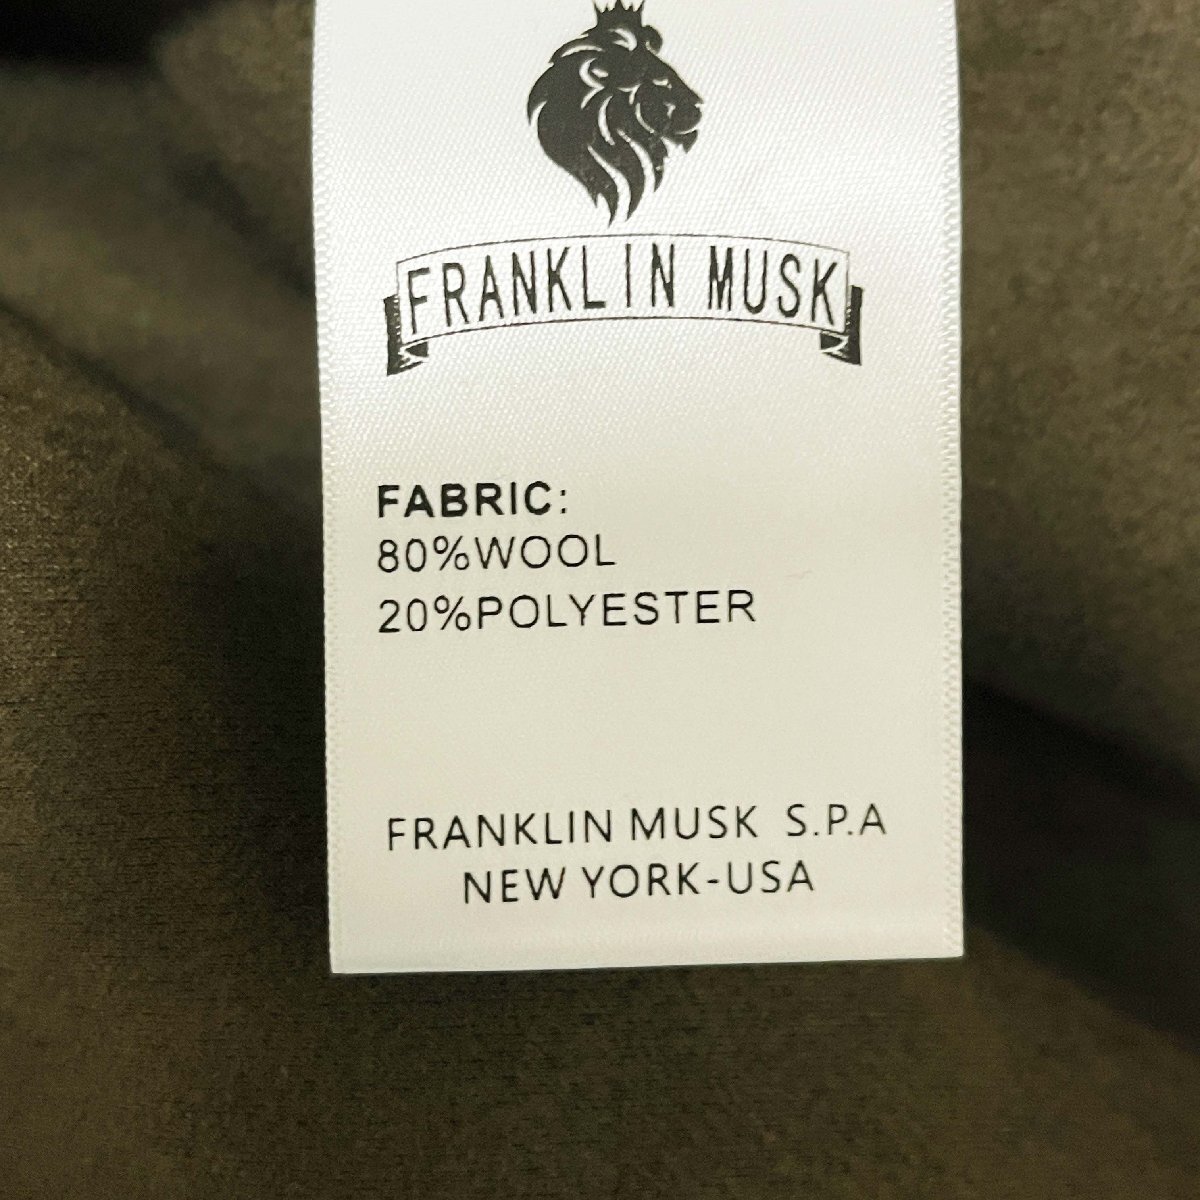 FRANKLIN MUSK
FABRIC:
80%WOOL
20%POLYESTER
FRANKLIN MUSK S.P.A
NEW YORK-USA